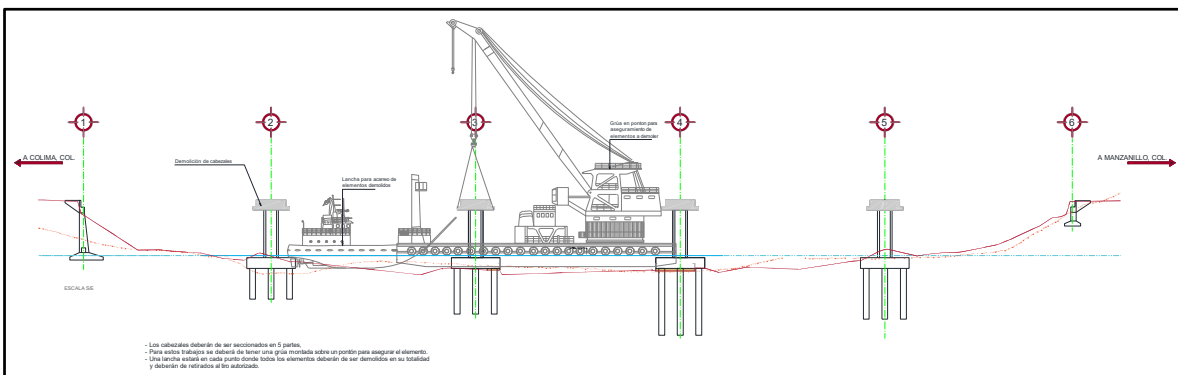 1 2 3 4 5 6
Grúa en ponton para
aseguramiento de
elementos a demoler
A COLIMA, COL.
A MANZANILLO, COL.
Demolición de cabezales
Lancha para acarreo de
elementos demolidos
ESCALA S/E
- Los cabezales deberán de ser seccionados en 5 partes,
- Para estos trabajos se deberá de tener una grúa montada sobre un pontón para asegurar el elemento.
- Una lancha estará en cada punto donde todos los elementos deberán de ser demolidos en su totalidad
y deberán de retirados al tiro autorizado.